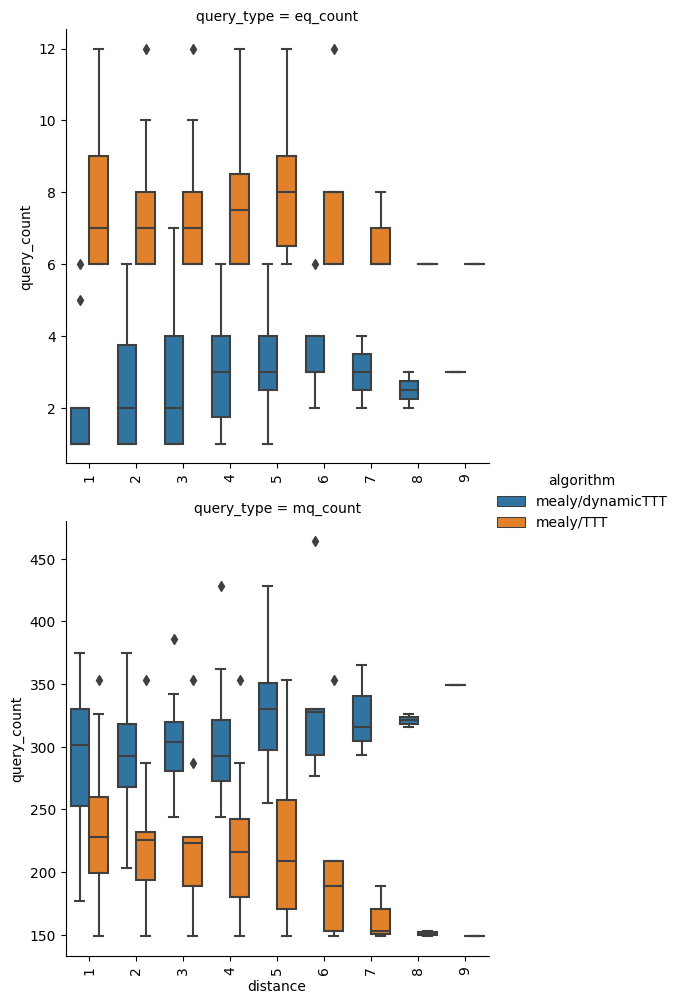 query_type = eq_count
12
10
8
6
4
2
query_count
1 2 3 4 5 6 7 8 9
algorithm
mealy/dynamicTTT
mealy/TTT
query_type = mq_count
450
400
350
300
250
200
150
query_count
1 2 3 4 5 6 7 8 9
distance